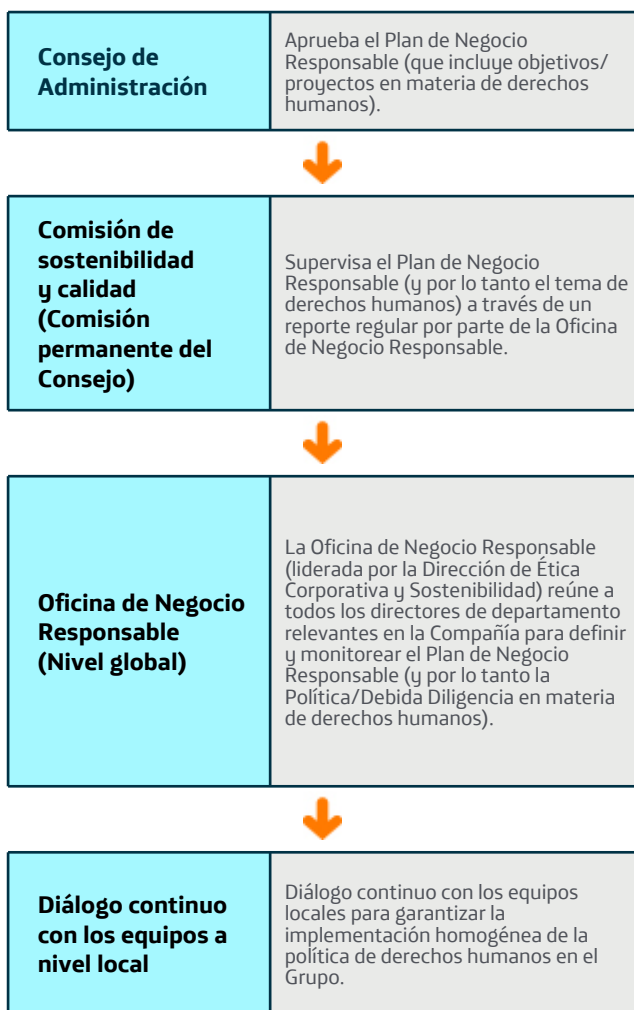 Consejo de
Administración
Aprueba el Plan de Negocio
Responsable (que incluye objetivos/
proyectos en materia de derechos
humanos).
Comisión de
sostenibilidad
y calidad
(Comisión
permanente del
Consejo)
Supervisa el Plan de Negocio
Responsable (y por lo tanto el tema de
derechos humanos) a través de un
reporte regular por parte de la Oficina
de Negocio Responsable.
Oficina de Negocio
Responsable
(Nivel global)
La Oficina de Negocio Responsable
(liderada por la Dirección de Ética
Corporativa y Sostenibilidad) reúne a
todos los directores de departamento
relevantes en la Compañía para definir
y monitorear el Plan de Negocio
Responsable (y por lo tanto la
Política/Debida Diligencia en materia
de derechos humanos).
Diálogo continuo
con los equipos a
nivel local
Diálogo continuo con los equipos
locales para garantizar la
implementación homogénea de la
política de derechos humanos en el
Grupo.